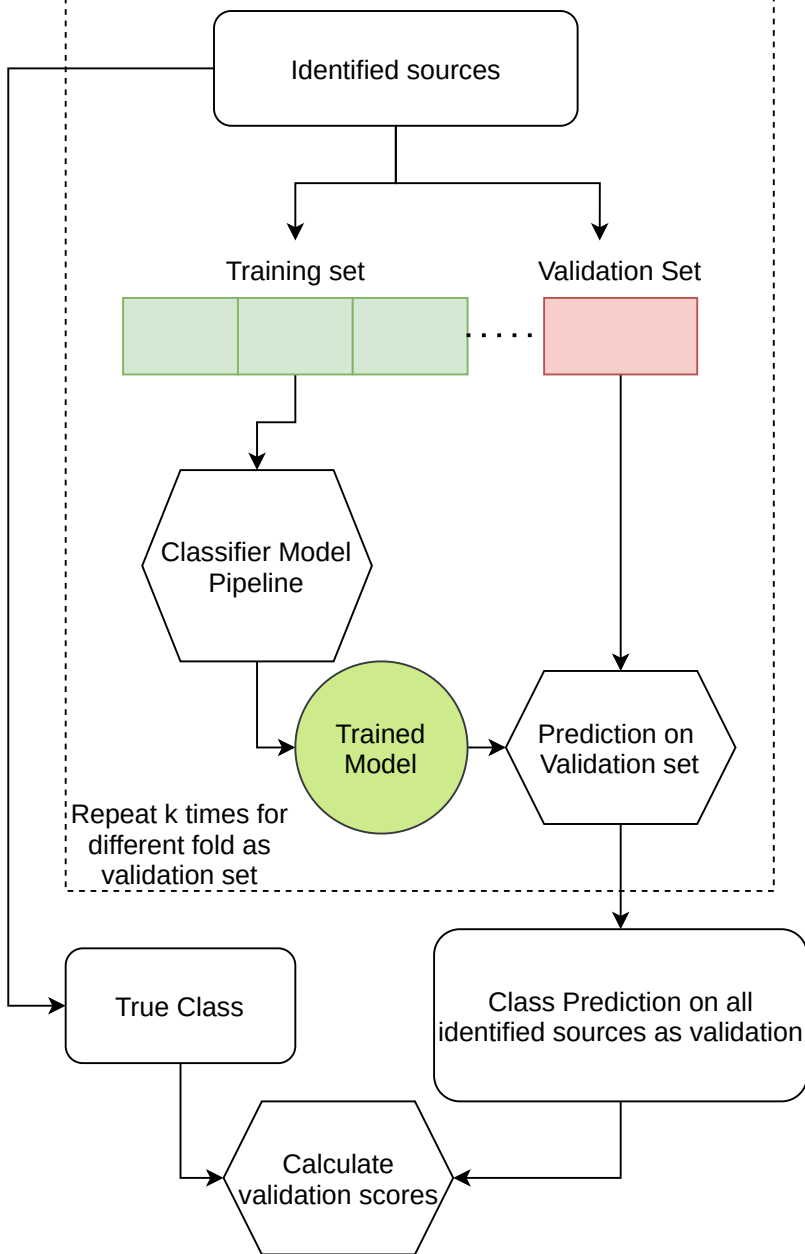 Identified sources
Training set
Validation Set
Classifier Model
Pipeline
Trained
Model
Prediction on
Validation set
Repeat k times for
different fold as
validation set
True Class
Class Prediction on all
identified sources as validation
Calculate
validation scores